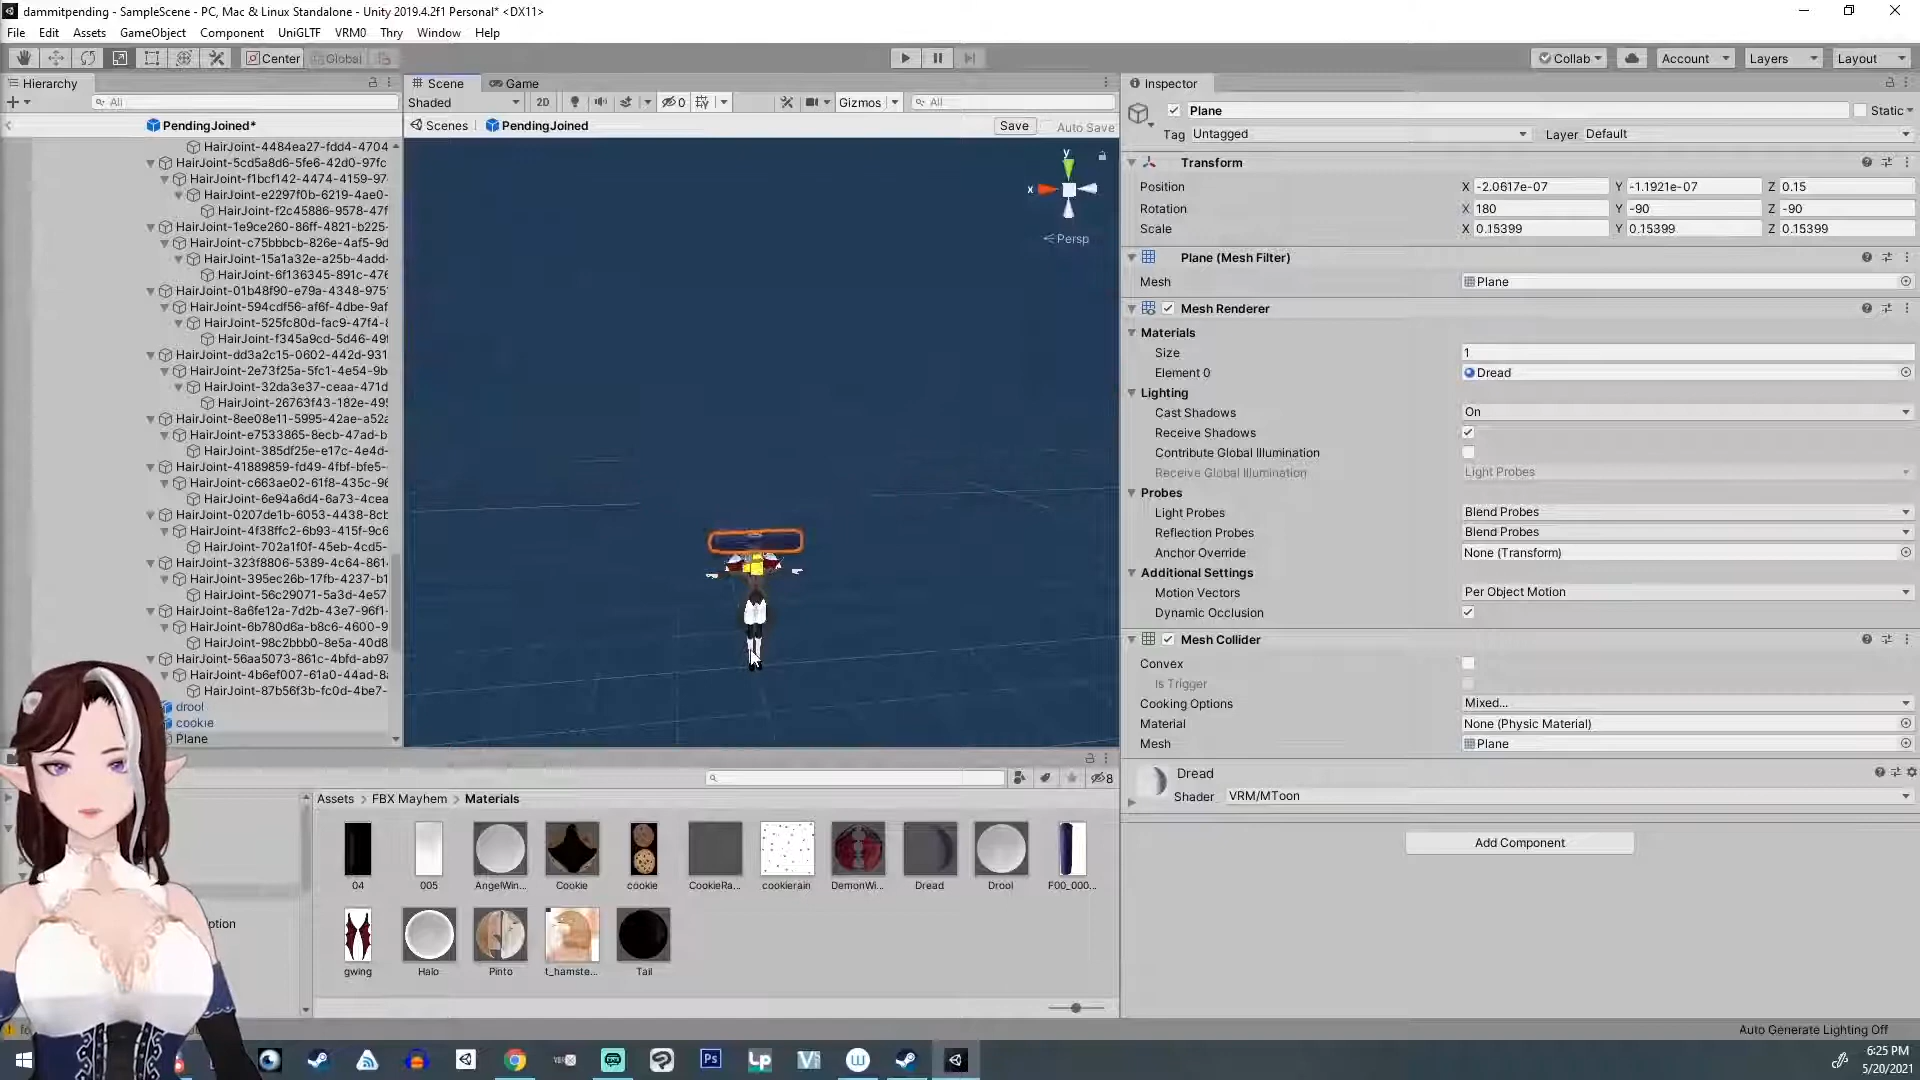 dammitpending - SampleScene - PC, Mac & Linux Standalone - Unity 2019.4.2f1 Personal* <DX11>
File Edit Assets GameObject Component UniGLTF VRM0 Thry Window Help
Center Global Collab Account Layers Layout
Hierarchy Scene Game Inspector
All Shaded 2D 0 Gizmos All
PendingJoined* Scenes PendingJoined Save Auto Save
HairJoint-4484ea27-fdd4-4704
HairJoint-5cd5a8d6-5fe6-42d0-97fc
HairJoint-f1bcf142-4474-4159-97
HairJoint-e2297f0b-6219-4ae0-
HairJoint-f2c45886-9578-47f
HairJoint-1e9ce260-86ff-4821-b225-
HairJoint-c75bbbcb-826e-4af5-9d
HairJoint-15a1a32e-a25b-4add-
HairJoint-6f136345-891c-476
HairJoint-01b48f90-e79a-4348-975
HairJoint-594cdf56-af6f-4dbe-9af
HairJoint-525fc80d-fac9-47f4-8
HairJoint-f345a9cd-5d46-49f
HairJoint-dd3a2c15-0602-442d-931
HairJoint-2e73f25a-5fc1-4e54-9b
HairJoint-32da3e37-ceaa-471d
HairJoint-26763f43-182e-495
HairJoint-8ee08e11-5995-42ae-a52a
HairJoint-e7533865-8ecb-47ad-b
HairJoint-385df25e-e17c-4e4d-
HairJoint-41889859-fd49-4fbf-bfe5-
HairJoint-c663ae02-61f8-435c-96
HairJoint-6e94a6d4-6a73-4cea
HairJoint-0207de1b-6053-4438-8cb
HairJoint-4f38ffc2-6b93-415f-9c6
HairJoint-702a1f0f-45eb-4cd5-
HairJoint-323f8806-5389-4c64-861
HairJoint-395ec26b-17fb-4237-b1
HairJoint-56c29071-5a3d-4e57
HairJoint-8a6fe12a-7d2b-43e7-96f1-
HairJoint-6b780d6a-b8c6-4600-9
HairJoint-98c2bbb0-8e5a-40d8
HairJoint-56aa5073-861c-4bfd-ab97
HairJoint-4b6ef007-61a0-44ad-8
HairJoint-87b56f3b-fc0d-4be7-
drool
cookie
Plane
y
x
Persp
Plane Static
Tag Untagged Layer Default
Transform
Position X -2.0617e-07 Y -1.1921e-07 Z 0.15
Rotation X 180 Y -90 Z -90
Scale X 0.15399 Y 0.15399 Z 0.15399
Plane (Mesh Filter)
Mesh Plane
Mesh Renderer
Materials
Size 1
Element 0 Dread
Lighting
Cast Shadows On
Receive Shadows
Contribute Global Illumination
Receive Global Illumination Light Probes
Probes
Light Probes Blend Probes
Reflection Probes Blend Probes
Anchor Override None (Transform)
Additional Settings
Motion Vectors Per Object Motion
Dynamic Occlusion
Mesh Collider
Convex
Is Trigger
Cooking Options Mixed...
Material None (Physic Material)
Mesh Plane
Dread
Shader VRM/MToon
Add Component
8
Assets > FBX Mayhem > Materials
04 005 AngelWin... Cookie cookie CookieRa... cookierain DemonWi... Dread Drool F00_000...
ption
gwing Halo Pinto t_hamste... Tail
Auto Generate Lighting Off
Ps Lp
6:25 PM
5/20/2021